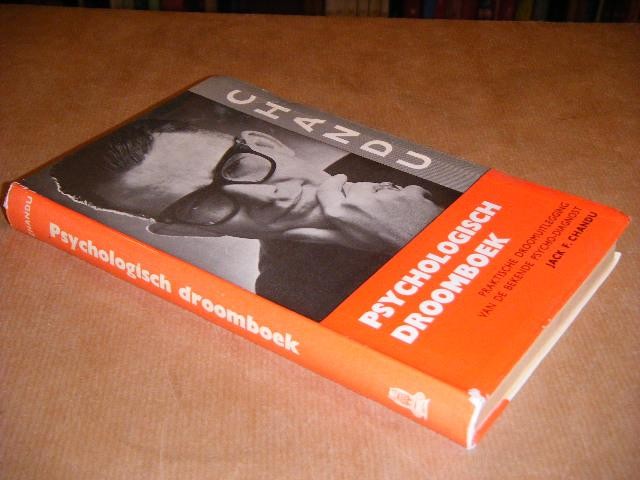 CHANDU
PSYCHOLOGISCH
DROOMBOEK
PRAKTISCHE DROOMUITLEGGING
VAN DE BEKENDE PSYCHO-DIAGNOST
JACK F. CHANDU
CHANDU
Psychologisch droomboek